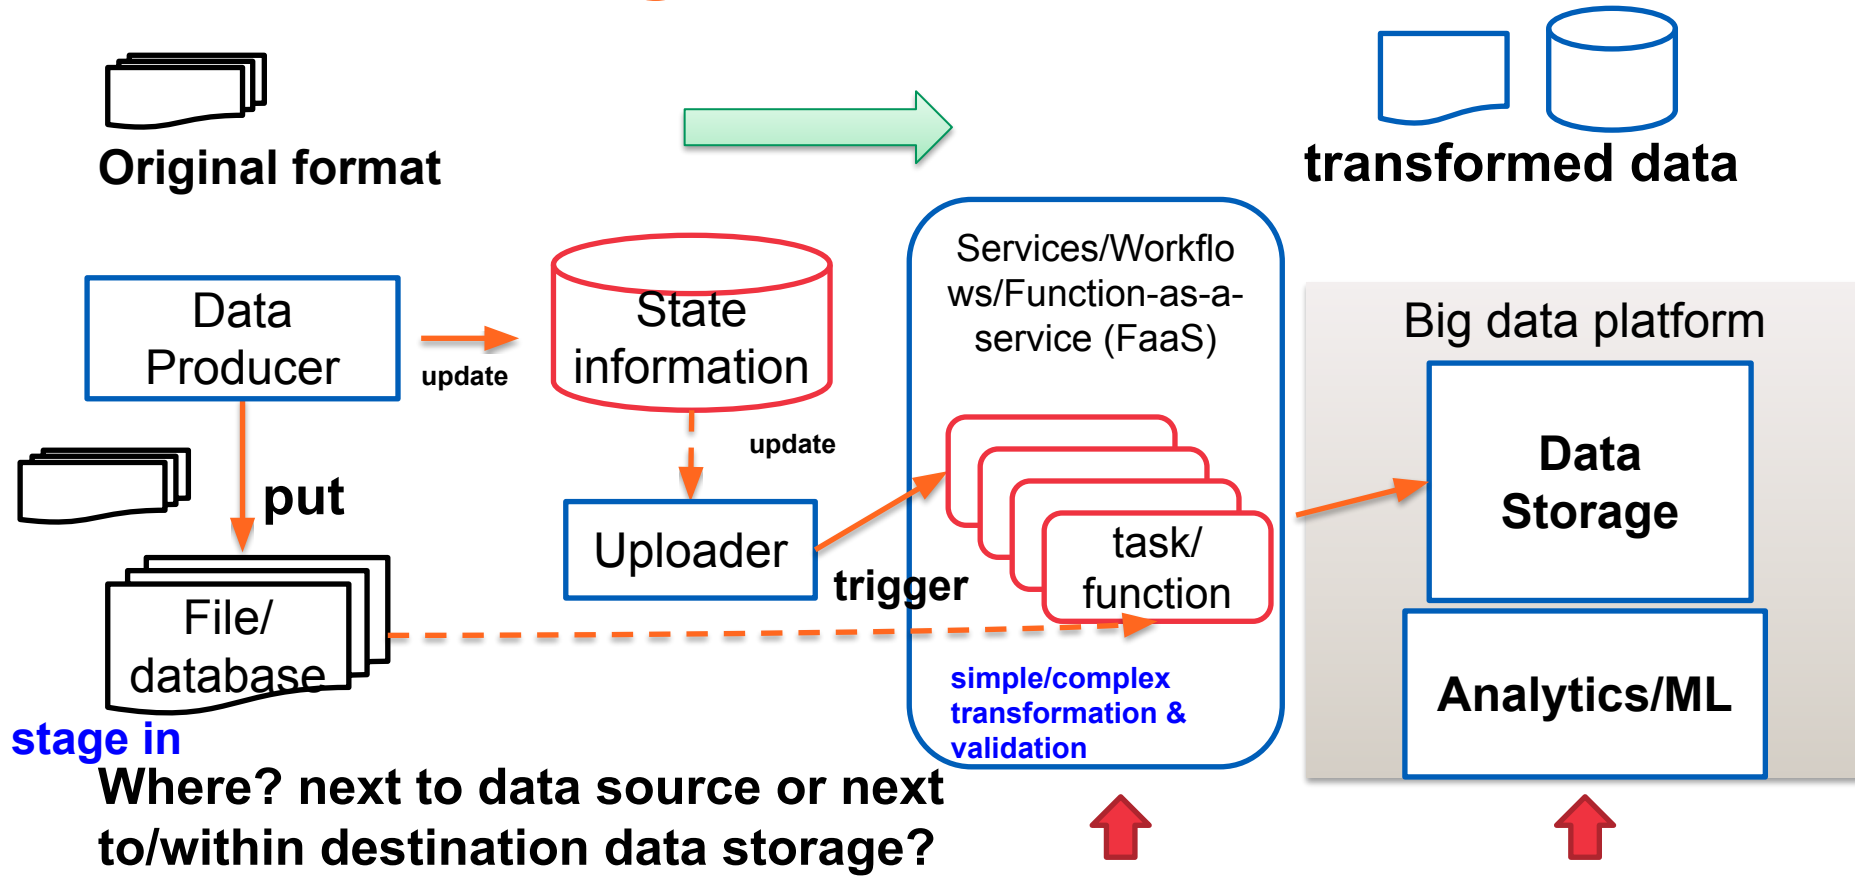 Original format
transformed data
Data
Producer
update
State
information
update
Services/Workflo
ws/Function-as-a-
service (FaaS)
Big data platform
Data
Storage
put
Uploader
trigger
task/
function
File/
database
stage in
simple/complex
transformation &
validation
Analytics/ML
Where? next to data source or next
to/within destination data storage?